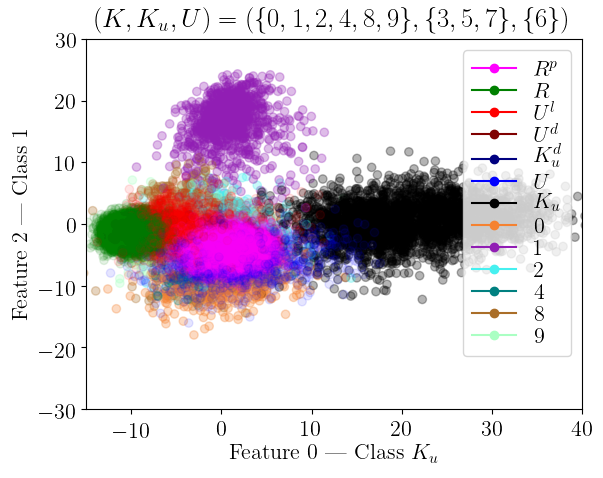 (K, K_u, U) = ({0, 1, 2, 4, 8, 9}, {3, 5, 7}, {6})
30
20
10
0
−10
−20
−30
Feature 2 — Class 1
R^p
R
U^l
U^d
K_u^d
U
K_u
0
1
2
4
8
9
−10
0
10
20
30
40
Feature 0 — Class K_u